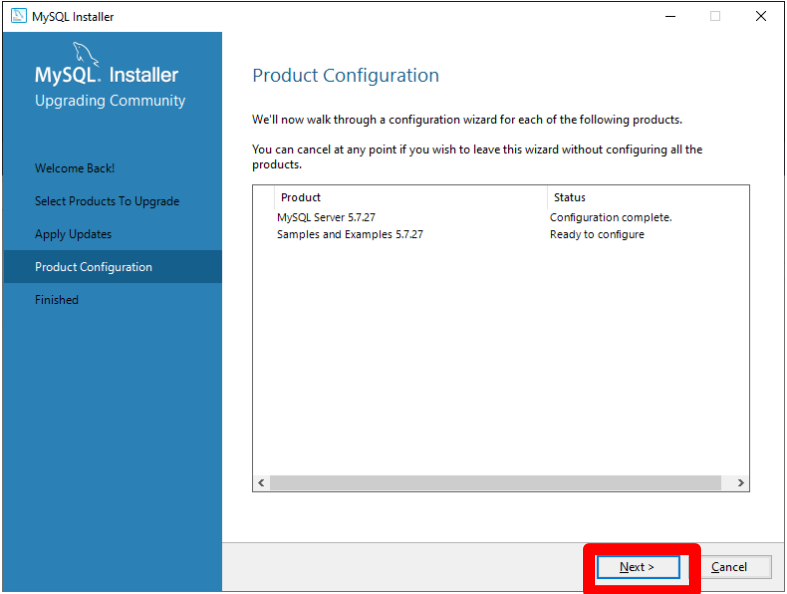 MySQL Installer
MySQL. Installer
Upgrading Community
Welcome Back!
Select Products To Upgrade
Apply Updates
Product Configuration
Finished
Product Configuration
We'll now walk through a configuration wizard for each of the following products.
You can cancel at any point if you wish to leave this wizard without configuring all the
products.
Product Status
MySQL Server 5.7.27 Configuration complete.
Samples and Examples 5.7.27 Ready to configure
Next > Cancel